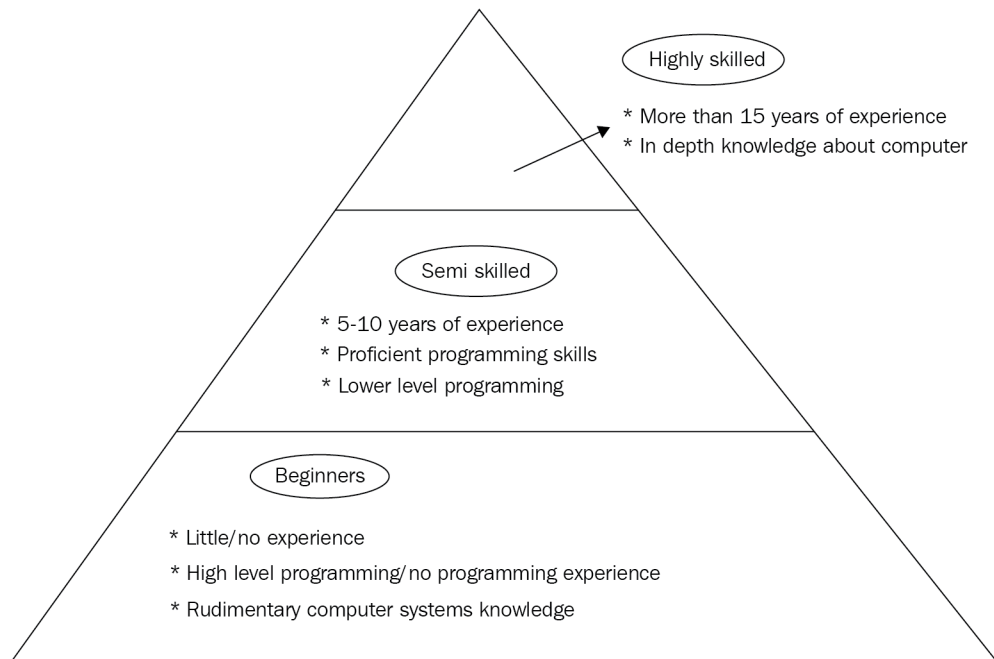 Highly skilled
* More than 15 years of experience
* In depth knowledge about computer
Semi skilled
* 5-10 years of experience
* Proficient programming skills
* Lower level programming
Beginners
* Little/no experience
* High level programming/no programming experience
* Rudimentary computer systems knowledge